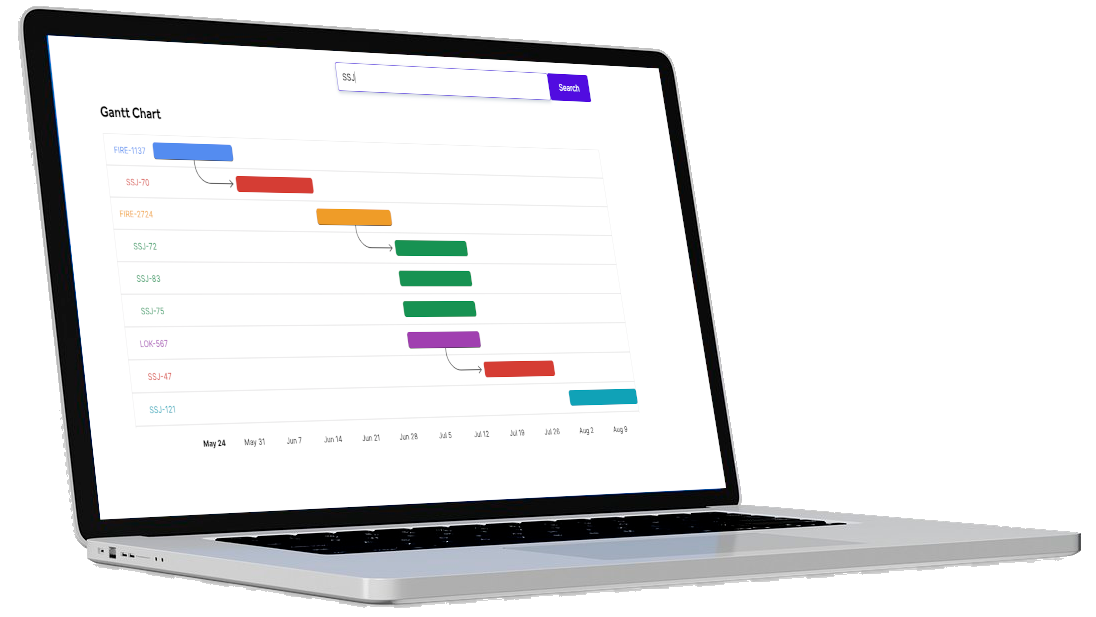 SSJ
Search
Gantt Chart
FIRE-1137
SSJ-70
FIRE-2724
SSJ-72
SSJ-83
SSJ-75
LOK-567
SSJ-47
SSJ-121
May 24 May 31 Jun 7 Jun 14 Jun 21 Jun 28 Jul 5 Jul 12 Jul 19 Jul 26 Aug 2 Aug 9